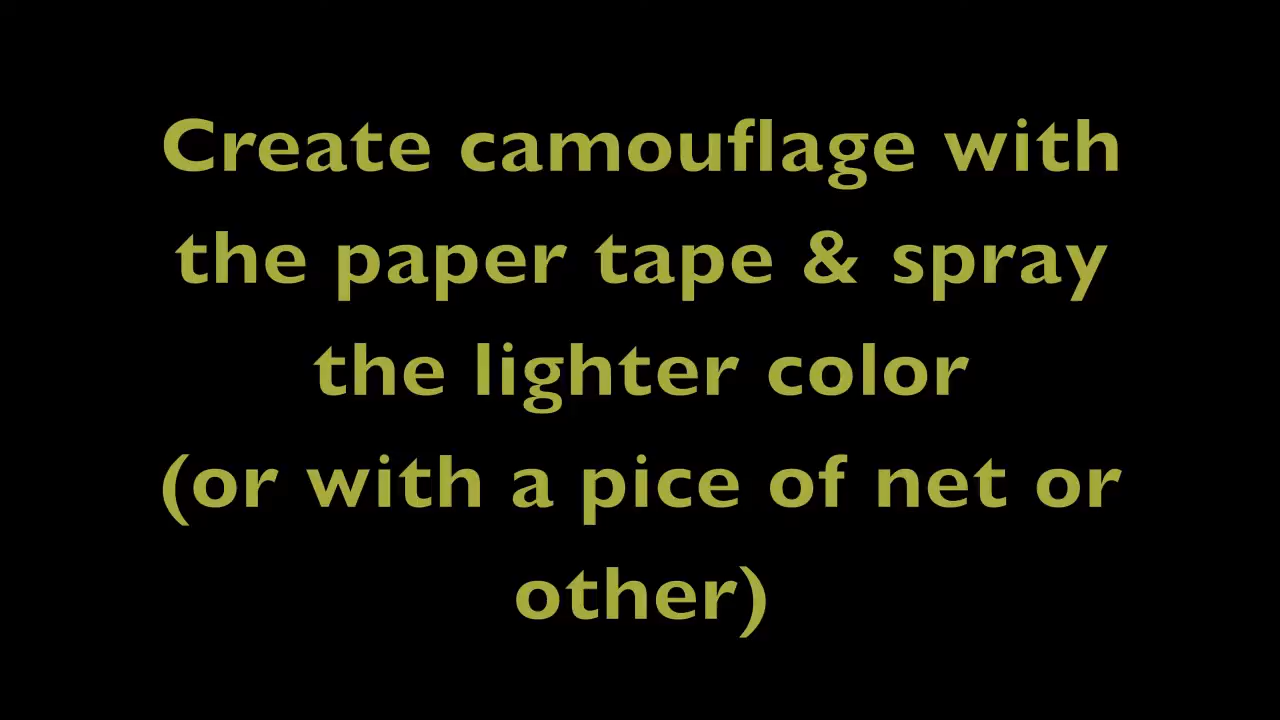 Create camouflage with
the paper tape & spray
the lighter color
(or with a pice of net or
other)